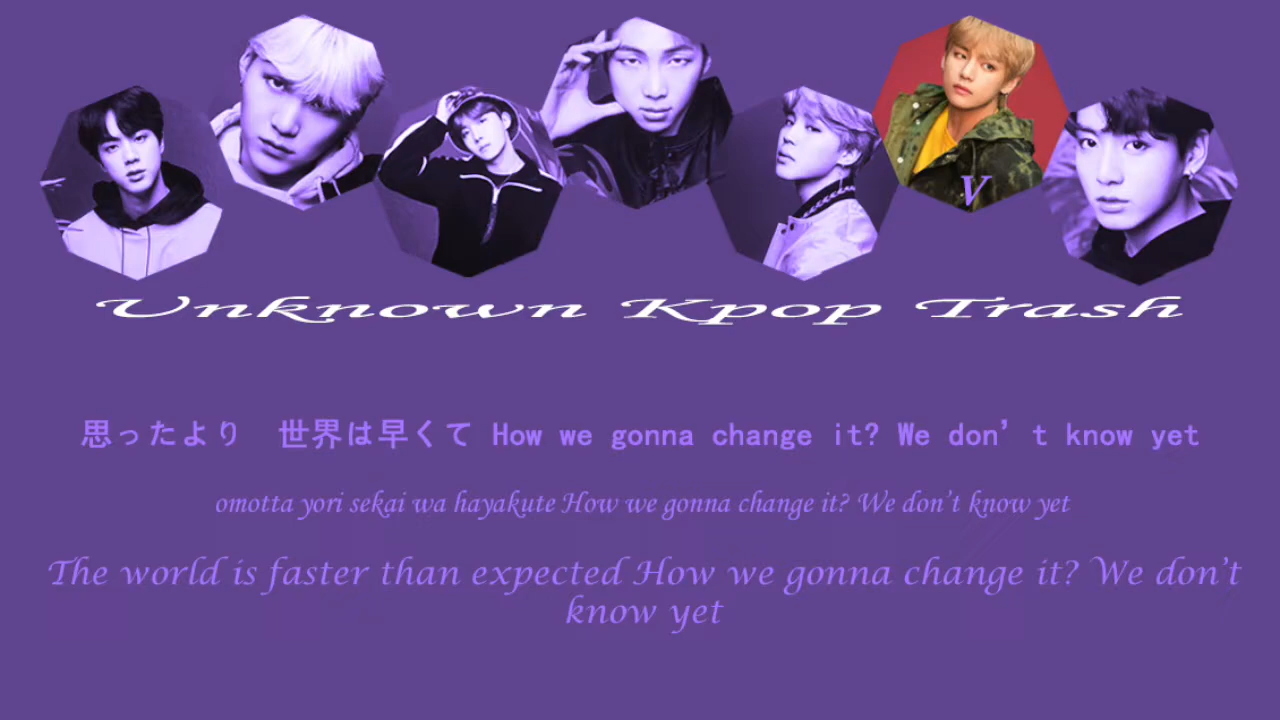 V
Unknown Kpop Trash
思ったより　世界は早くて How we gonna change it? We don’t know yet
omotta yori sekai wa hayakute How we gonna change it? We don’t know yet
The world is faster than expected How we gonna change it? We don’t
know yet